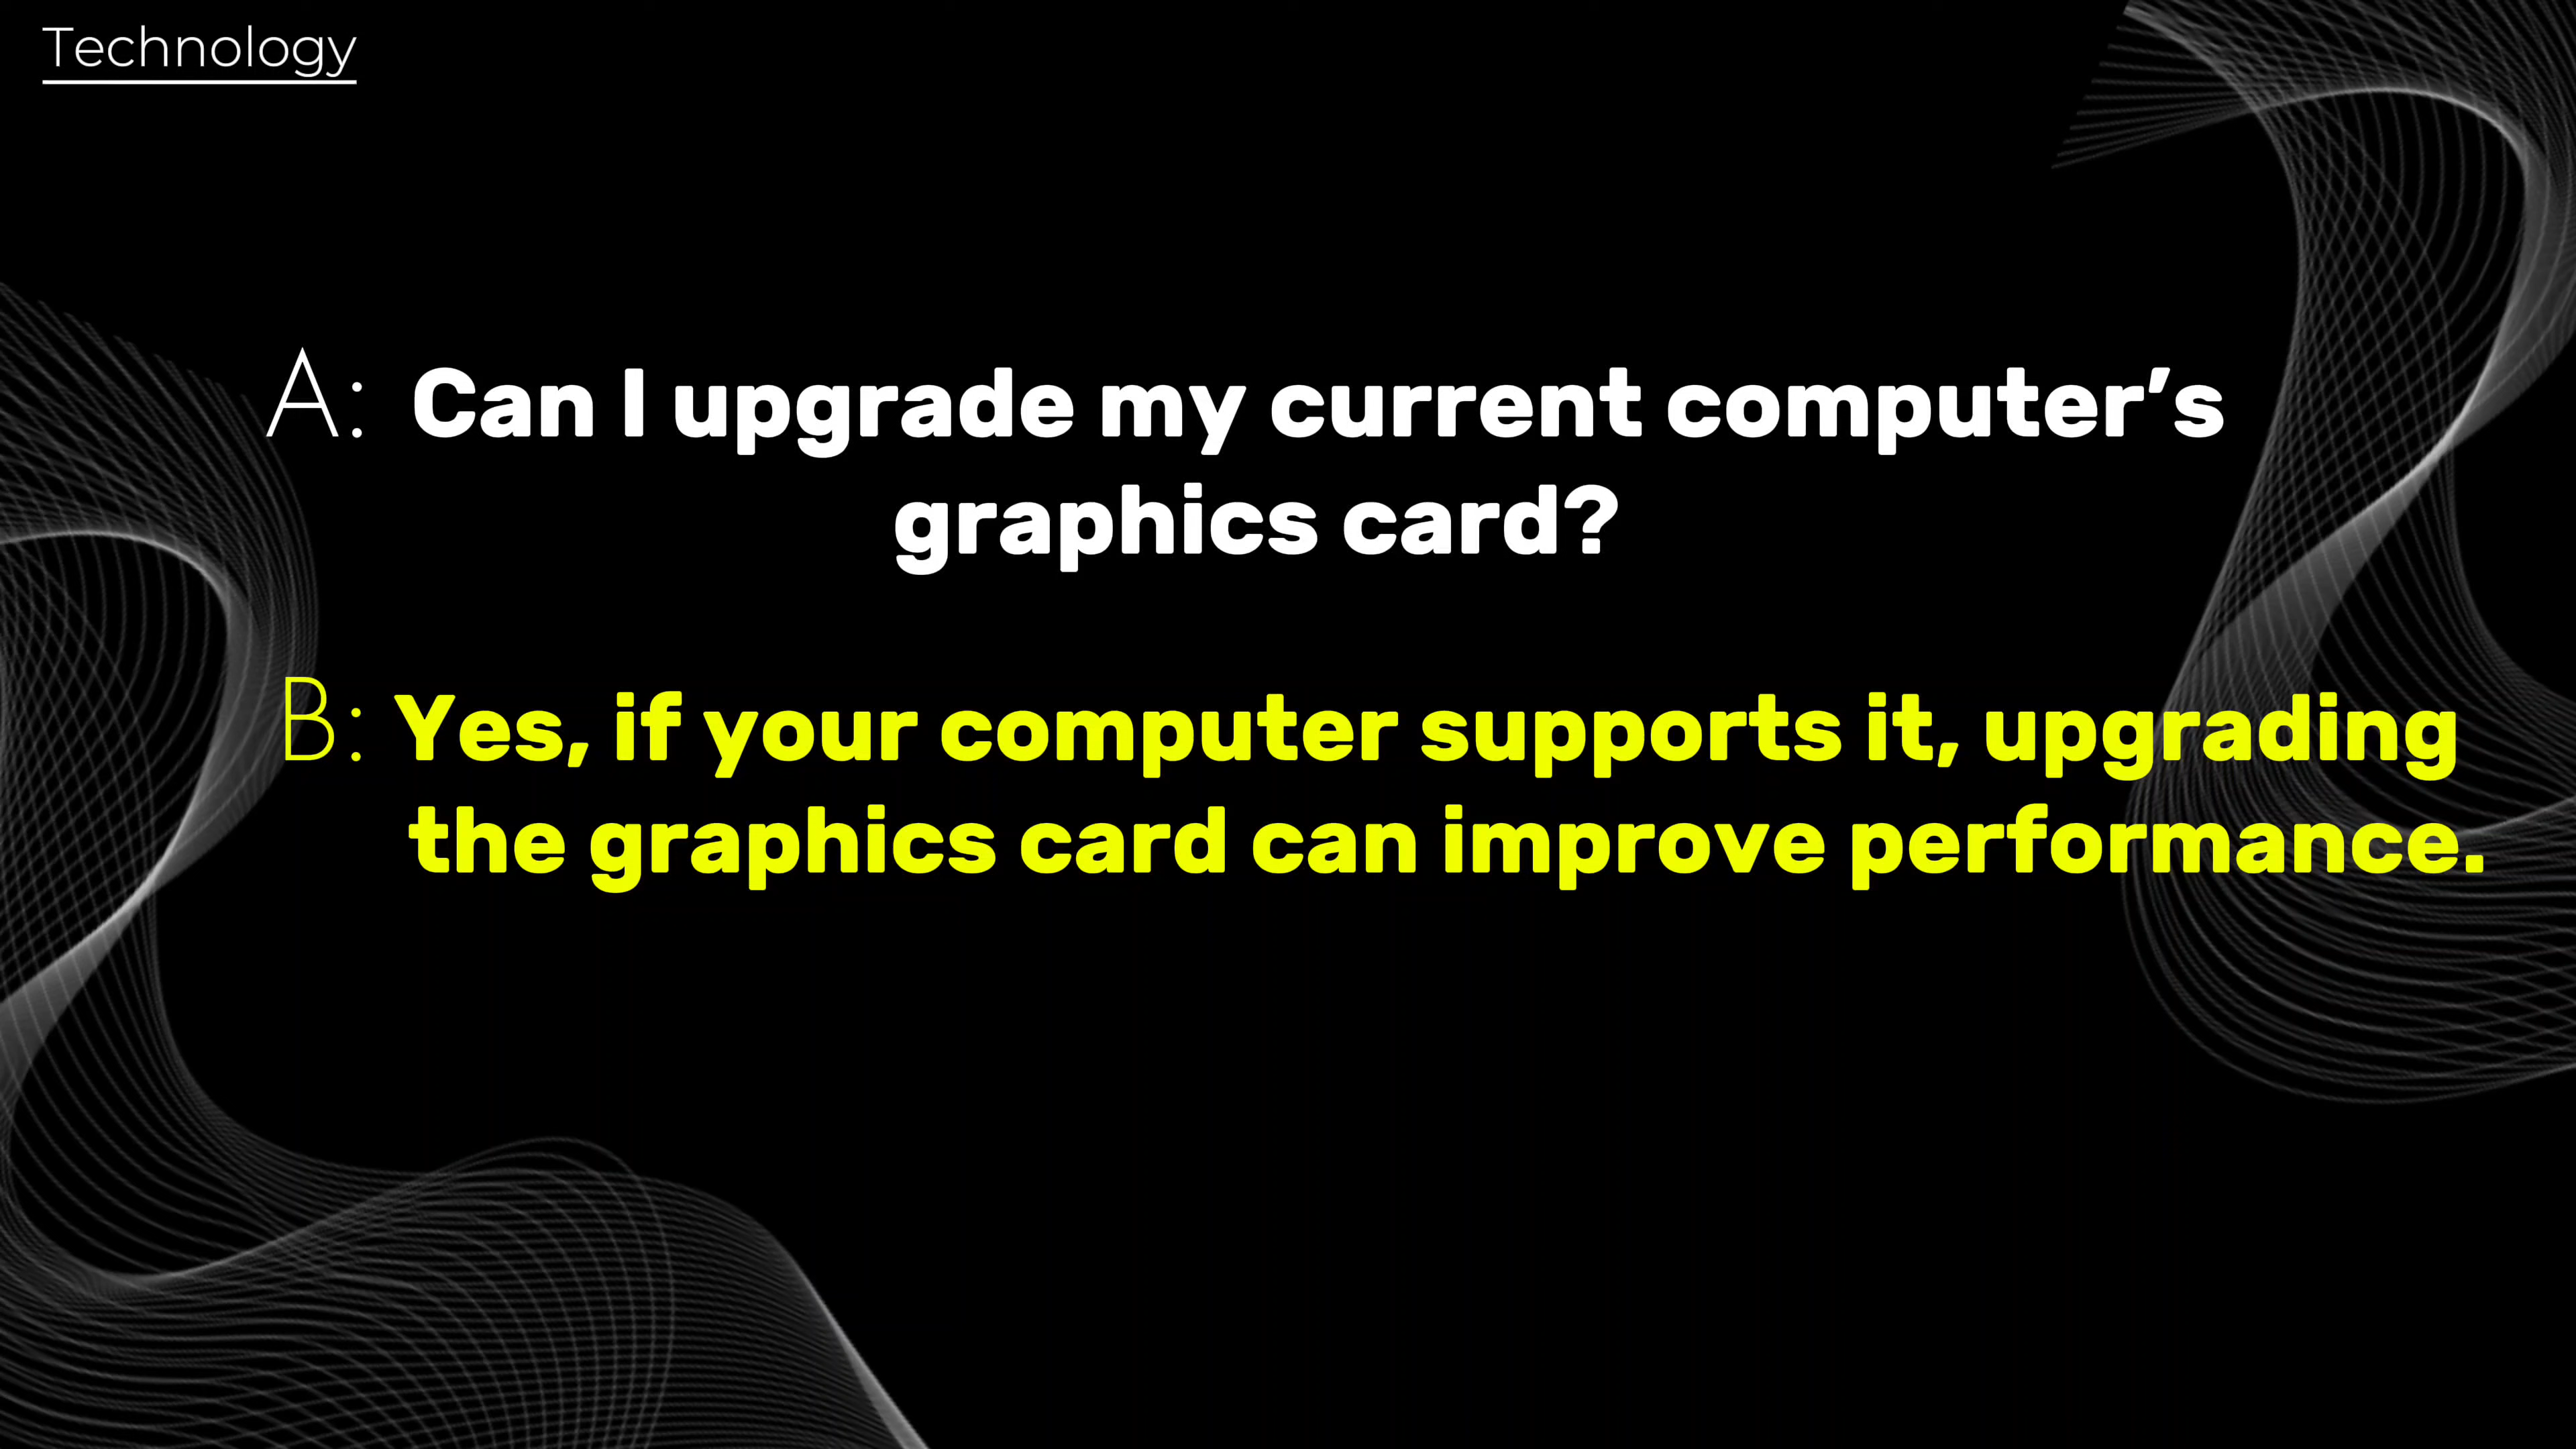 Technology
A: Can I upgrade my current computer’s
graphics card?
B: Yes, if your computer supports it, upgrading
the graphics card can improve performance.